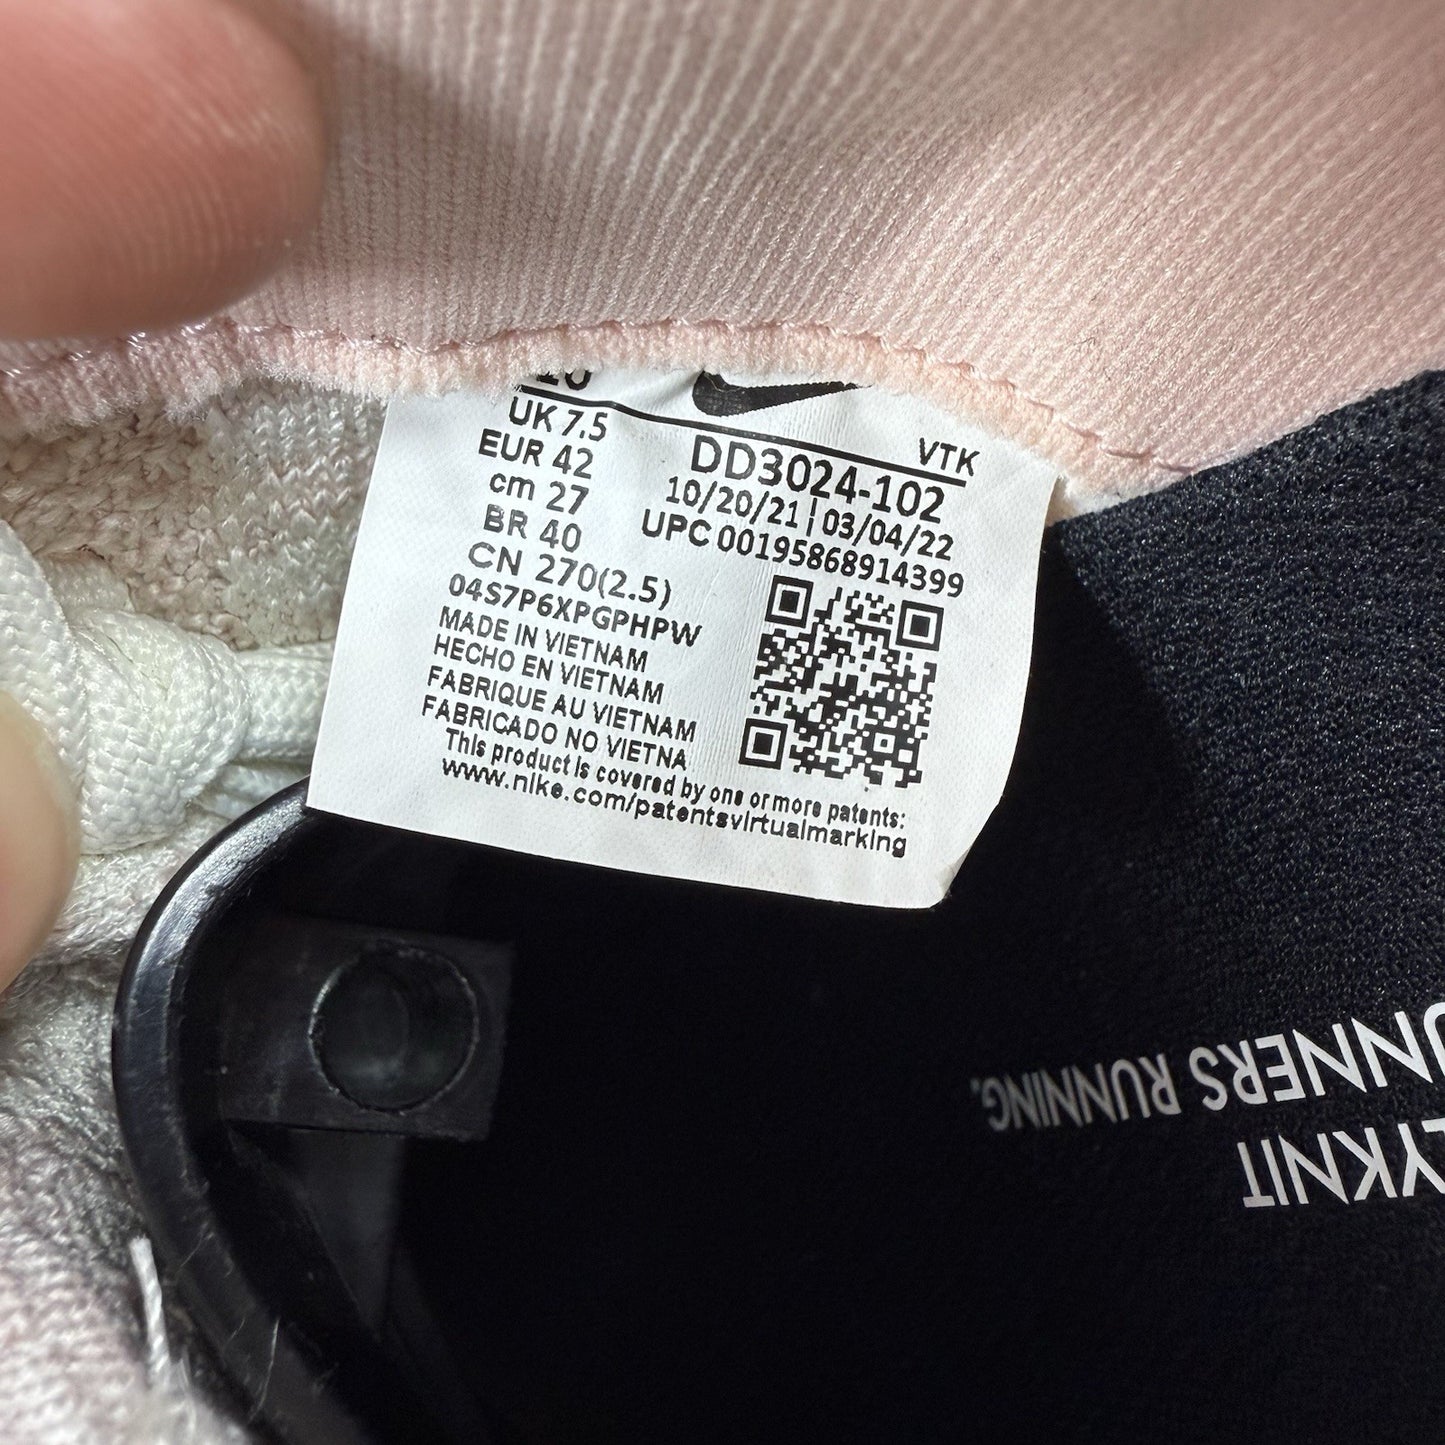 10
UK 7.5
EUR 42
cm 27
BR 40
CN 270(2.5)
04S7P6XPGPHPW
MADE IN VIETNAM
HECHO EN VIETNAM
FABRIQUE AU VIETNAM
FABRICADO NO VIETNA
This product is covered by one or more patents:
www.nike.com/patentsvirtualmarking
VTK
DD3024-102
10/20/21 | 03/04/22
UPC 00195868914399
LYKNIT
UNNERS RUNNING.